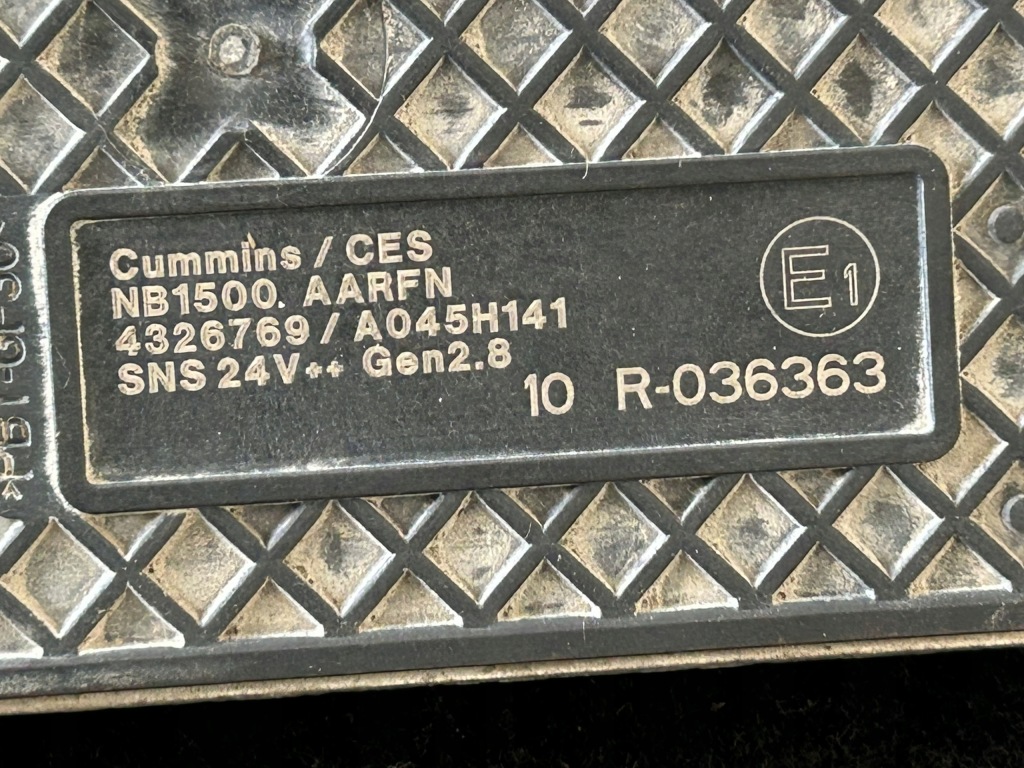 Cummins / CES
NB1500. AARFN
4326769 / A045H141
SNS 24V++ Gen2.8
E1
10 R-036363